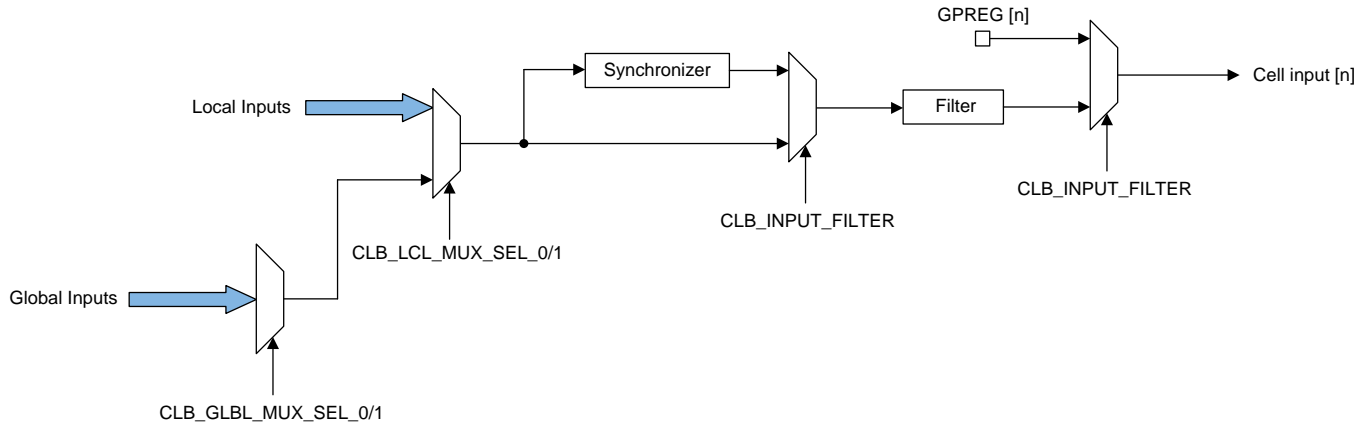 GPREG [n]
Synchronizer
Cell input [n]
Local Inputs
Filter
CLB_INPUT_FILTER
CLB_INPUT_FILTER
CLB_LCL_MUX_SEL_0/1
Global Inputs
CLB_GLBL_MUX_SEL_0/1